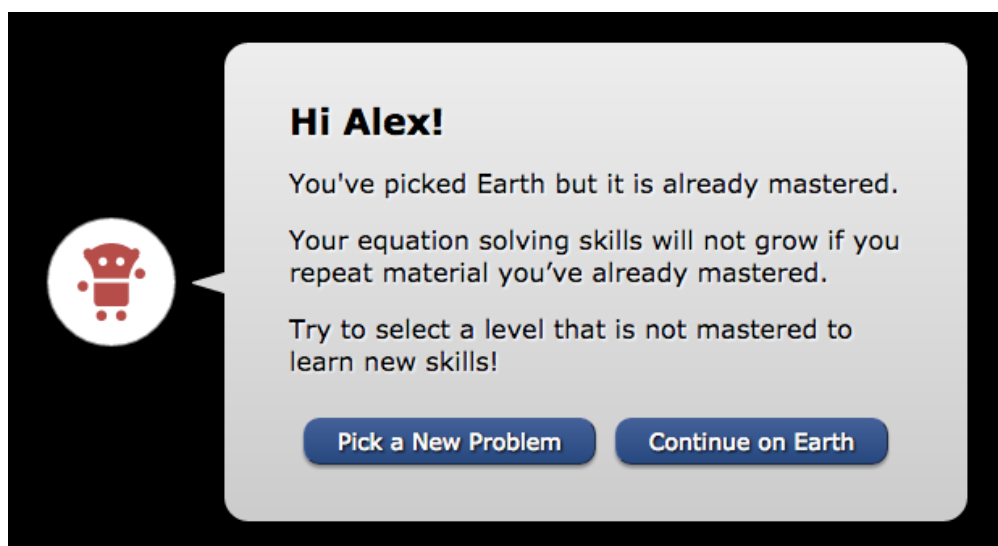 Hi Alex!
You've picked Earth but it is already mastered.
Your equation solving skills will not grow if you
repeat material you’ve already mastered.
Try to select a level that is not mastered to
learn new skills!
Pick a New Problem
Continue on Earth